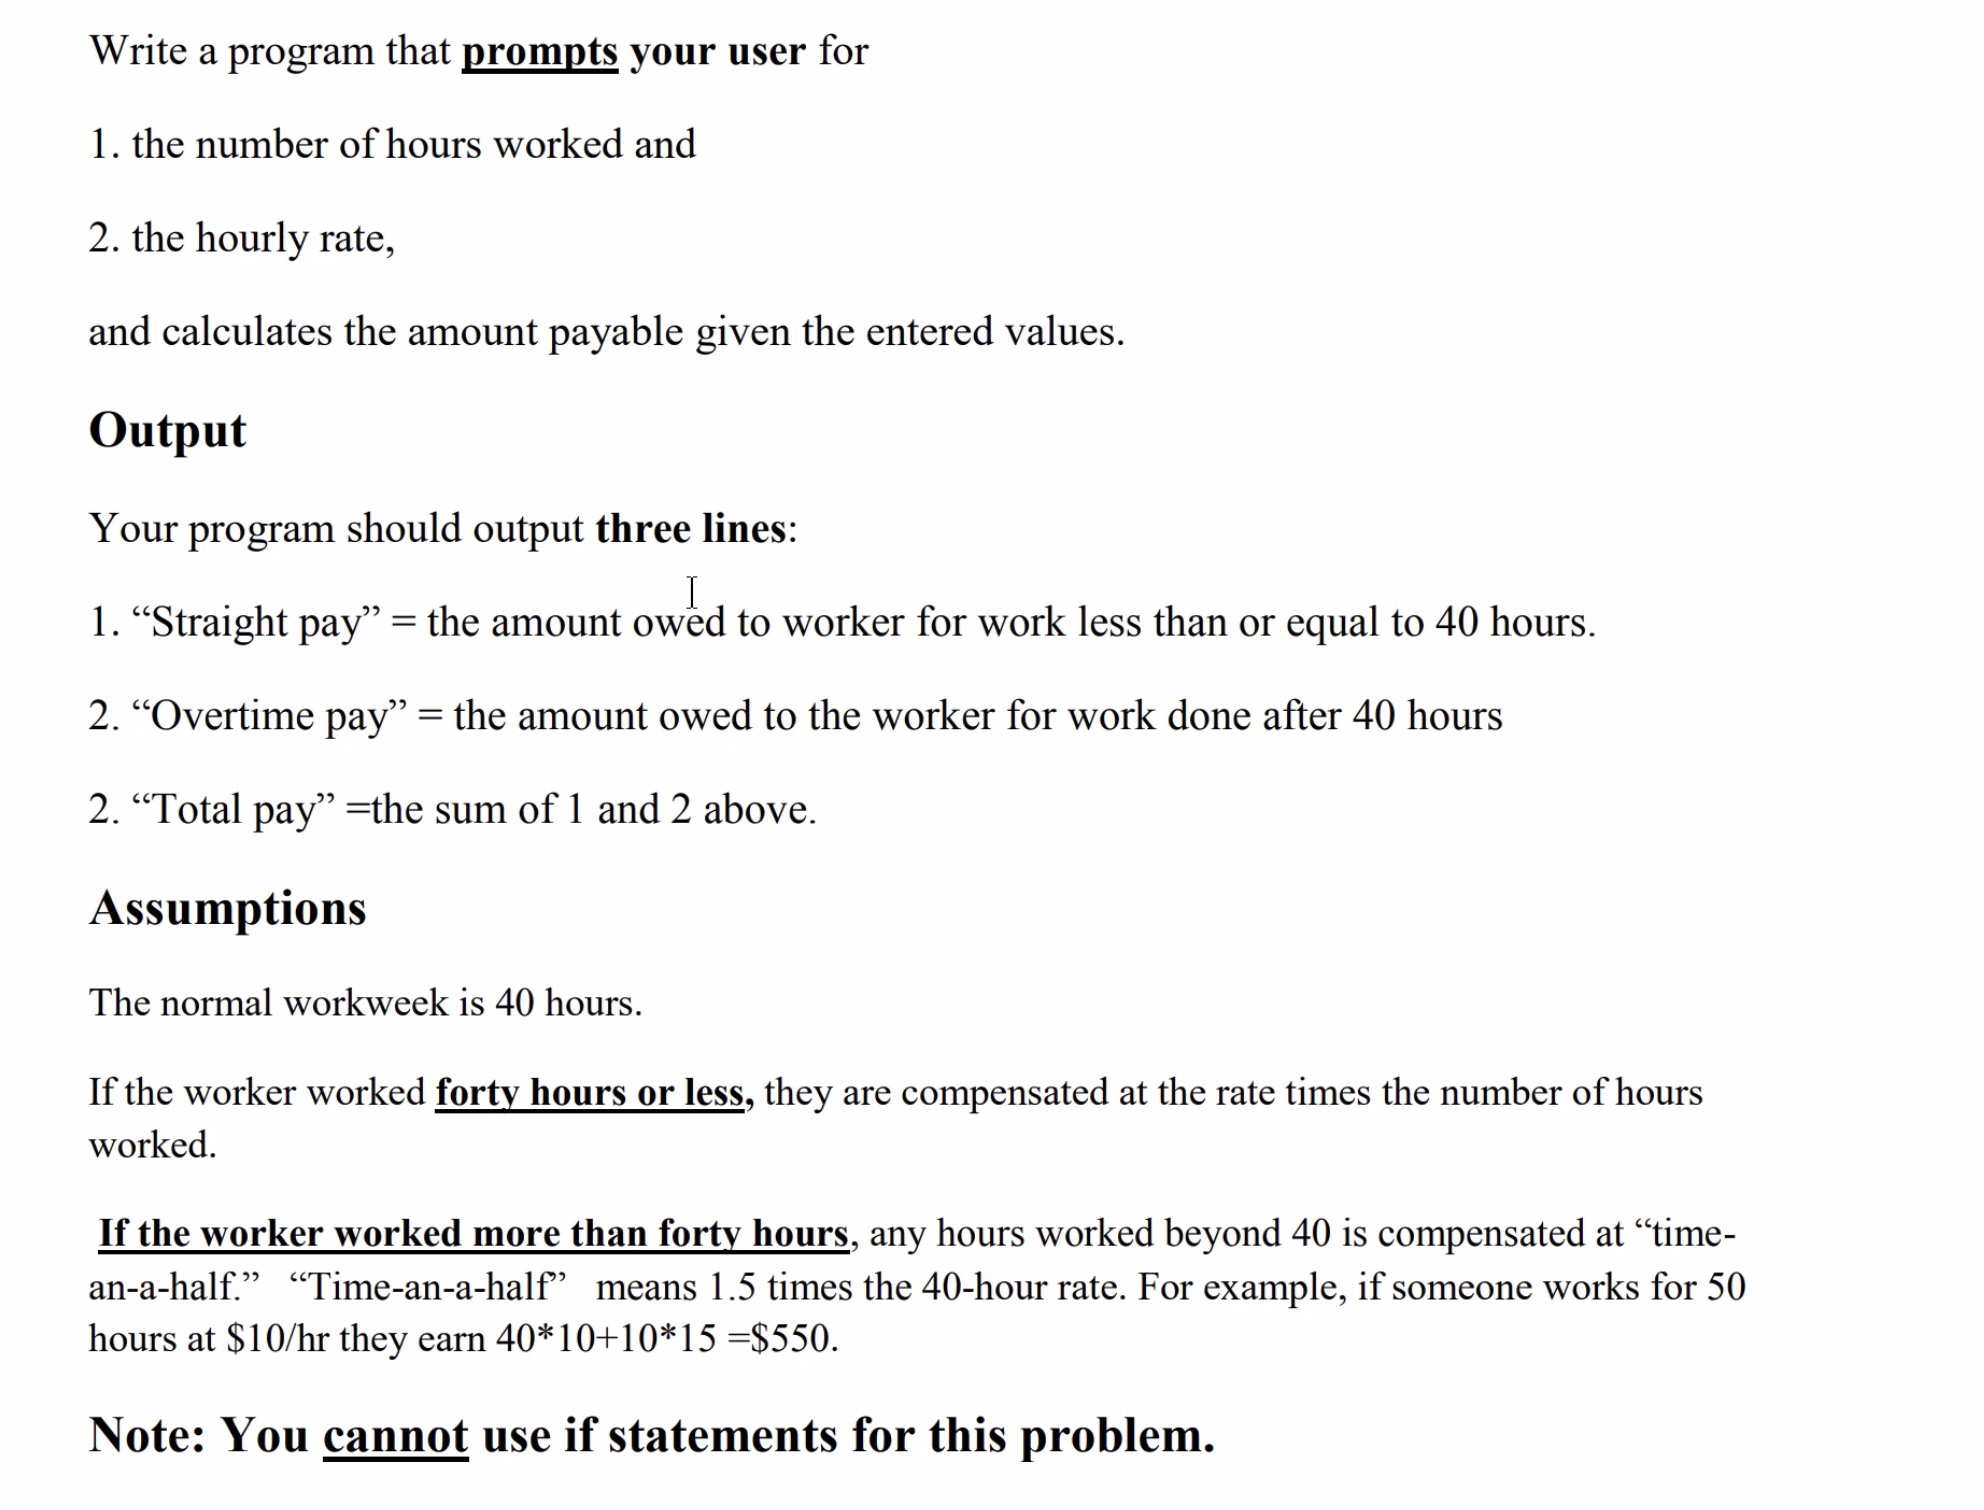 Write a program that prompts your user for
1. the number of hours worked and
2. the hourly rate,
and calculates the amount payable given the entered values.
Output
Your program should output three lines:
1. “Straight pay” = the amount owed to worker for work less than or equal to 40 hours.
2. “Overtime pay” = the amount owed to the worker for work done after 40 hours
2. “Total pay” =the sum of 1 and 2 above.
Assumptions
The normal workweek is 40 hours.
If the worker worked forty hours or less, they are compensated at the rate times the number of hours
worked.
If the worker worked more than forty hours, any hours worked beyond 40 is compensated at “time-
an-a-half.” “Time-an-a-half” means 1.5 times the 40-hour rate. For example, if someone works for 50
hours at $10/hr they earn 40*10+10*15 =$550.
Note: You cannot use if statements for this problem.